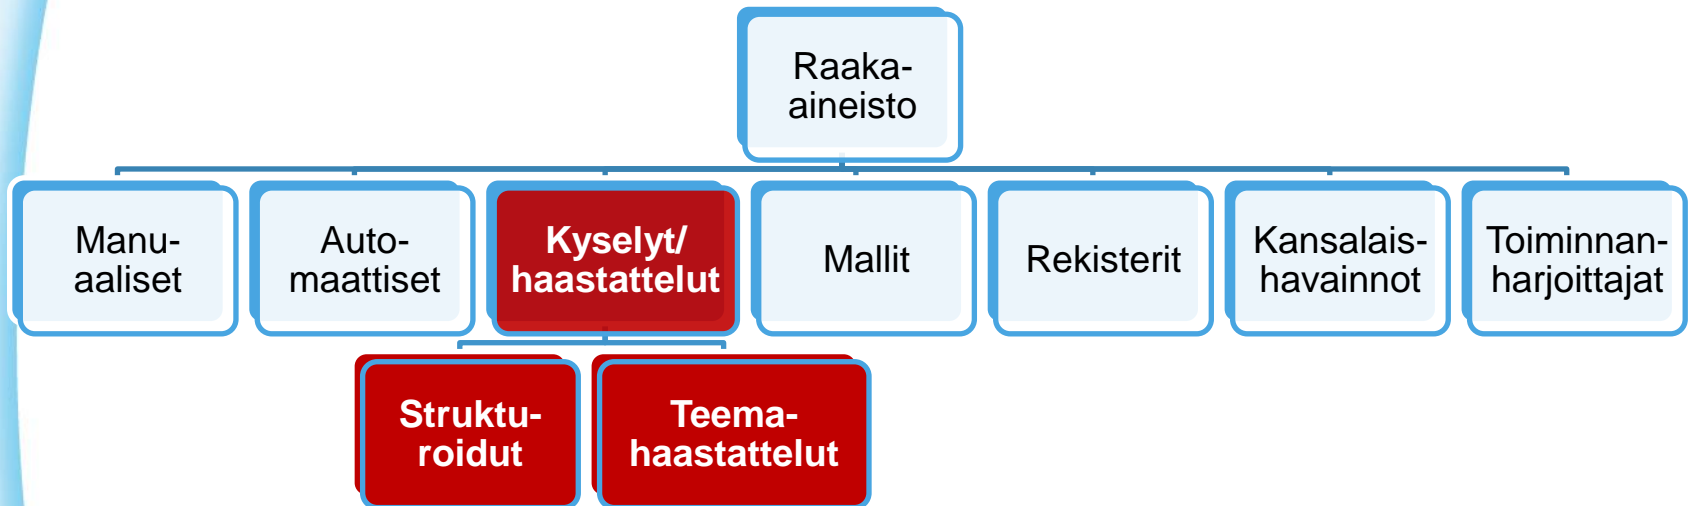 Raaka-
aineisto
Manu-
aaliset
Auto-
maattiset
Kyselyt/
haastattelut
Mallit
Rekisterit
Kansalais-
havainnot
Toiminnan-
harjoittajat
Struktu-
roidut
Teema-
haastattelut